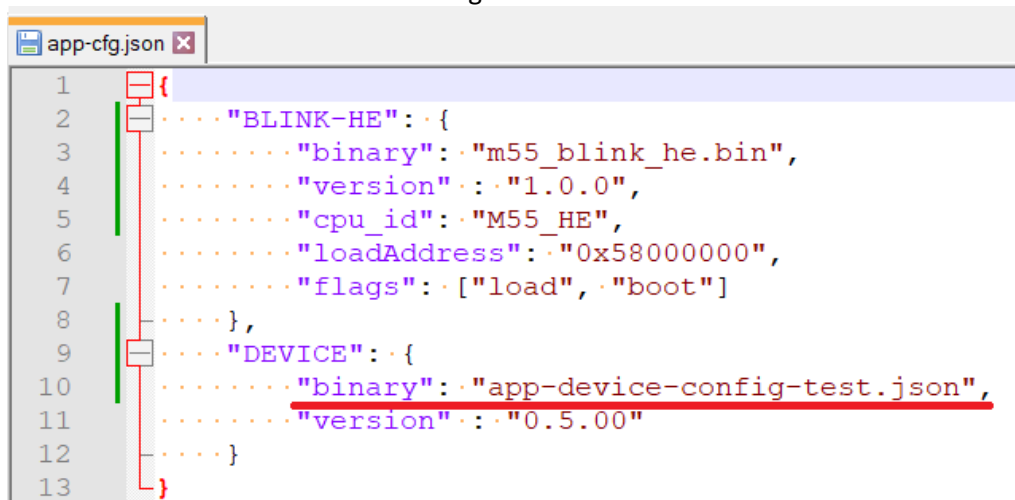 app-cfg.json
1 {
2 "BLINK-HE": {
3 "binary": "m55_blink_he.bin",
4 "version" : "1.0.0",
5 "cpu_id": "M55_HE",
6 "loadAddress": "0x58000000",
7 "flags": ["load", "boot"]
8 },
9 "DEVICE": {
10 "binary": "app-device-config-test.json",
11 "version" : "0.5.00"
12 }
13 }